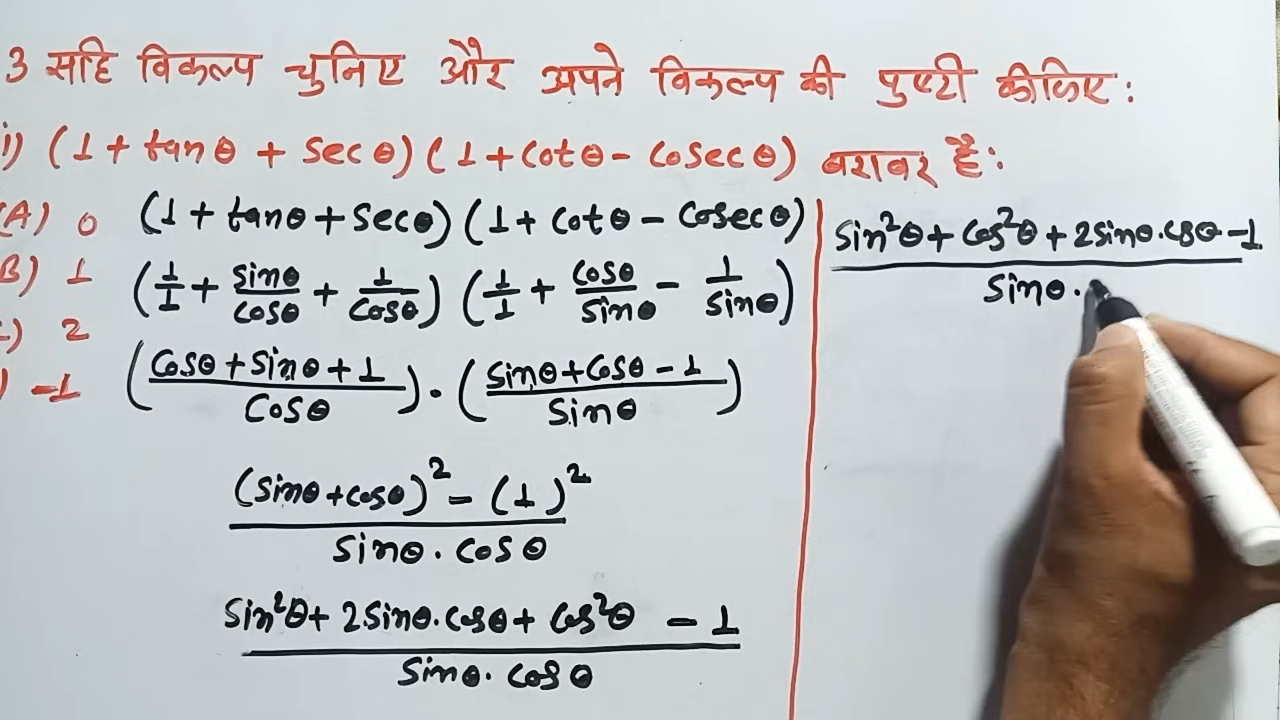 3 सहि विकल्प चुनिए और अपने विकल्प की पुष्टी कीजिए :
i) (1 + tanθ + secθ) (1 + cotθ - cosecθ) बराबर है :
(A) 0
B) 1
2
-1
(1 + tanθ + secθ) (1 + cotθ - cosecθ)
(1/1 + sinθ/cosθ + 1/cosθ) (1/1 + cosθ/sinθ - 1/sinθ)
(cosθ + sinθ + 1 / cosθ) . (sinθ + cosθ - 1 / sinθ)
(sinθ + cosθ)² - (1)²
sinθ . cosθ
sin²θ + 2sinθ.cosθ + cos²θ - 1
sinθ . cosθ
sin²θ + cos²θ + 2sinθ.cosθ - 1
sinθ .